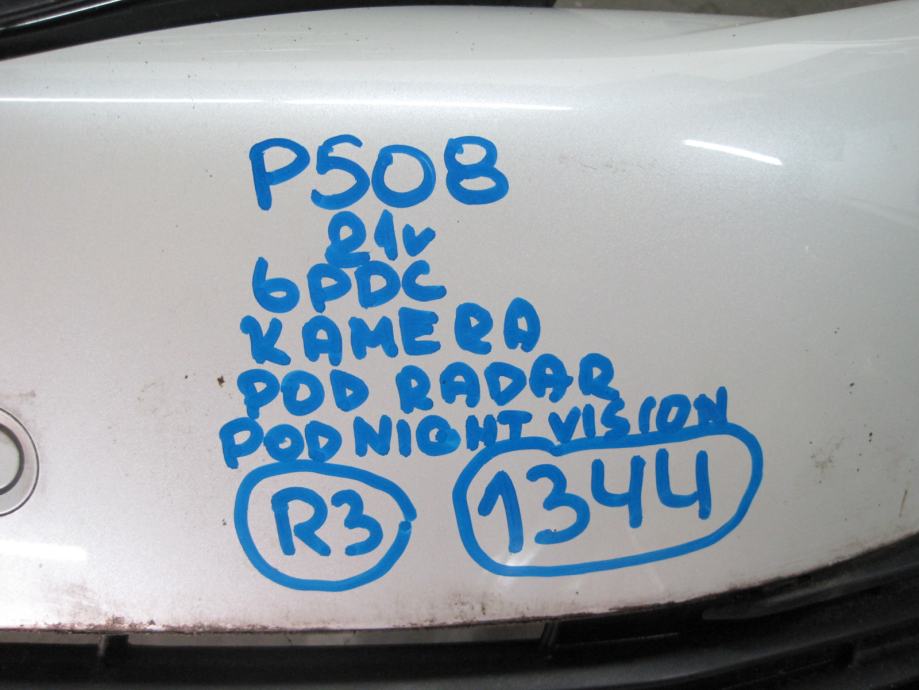 P508
21v
6PDC
KAMERA
POD RADAR
POD NIGHT VISION
R3 1344